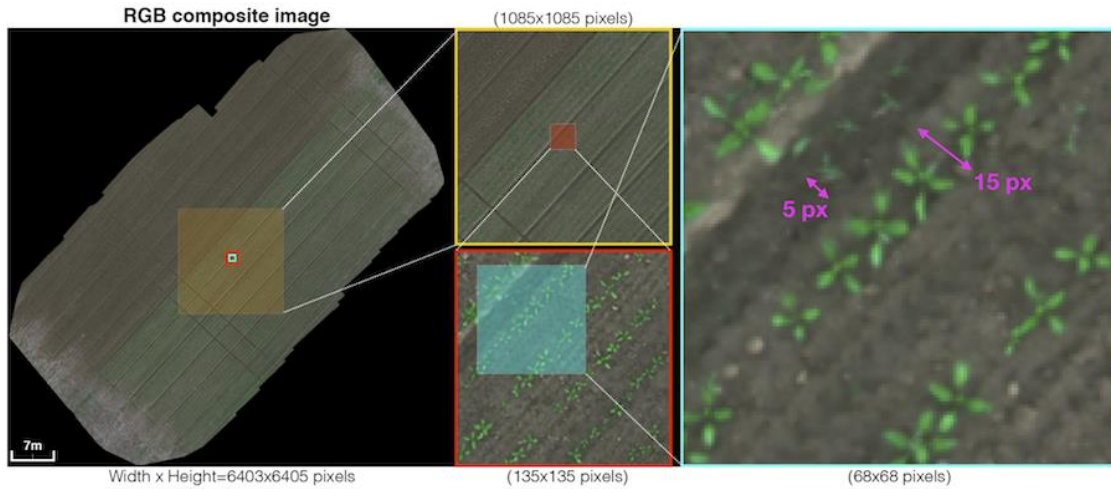 RGB composite image
(1085x1085 pixels)
15 px
5 px
7m
Width x Height=6403x6405 pixels
(135x135 pixels)
(68x68 pixels)